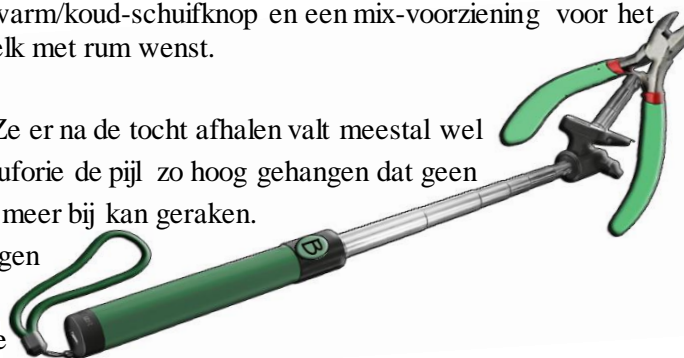 warm/koud-schuifknop en een mix-voorziening voor het
elk met rum wenst.
Ze er na de tocht afhalen valt meestal wel
uforie de pijl zo hoog gehangen dat geen
meer bij kan geraken.
gen
B
e